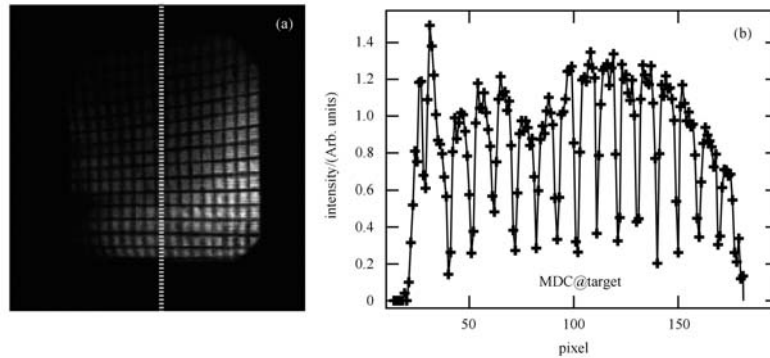 (a)
(b)
intensity/(Arb. units)
1.4
1.2
1.0
0.8
0.6
0.4
0.2
0
MDC@target
50
100
150
pixel